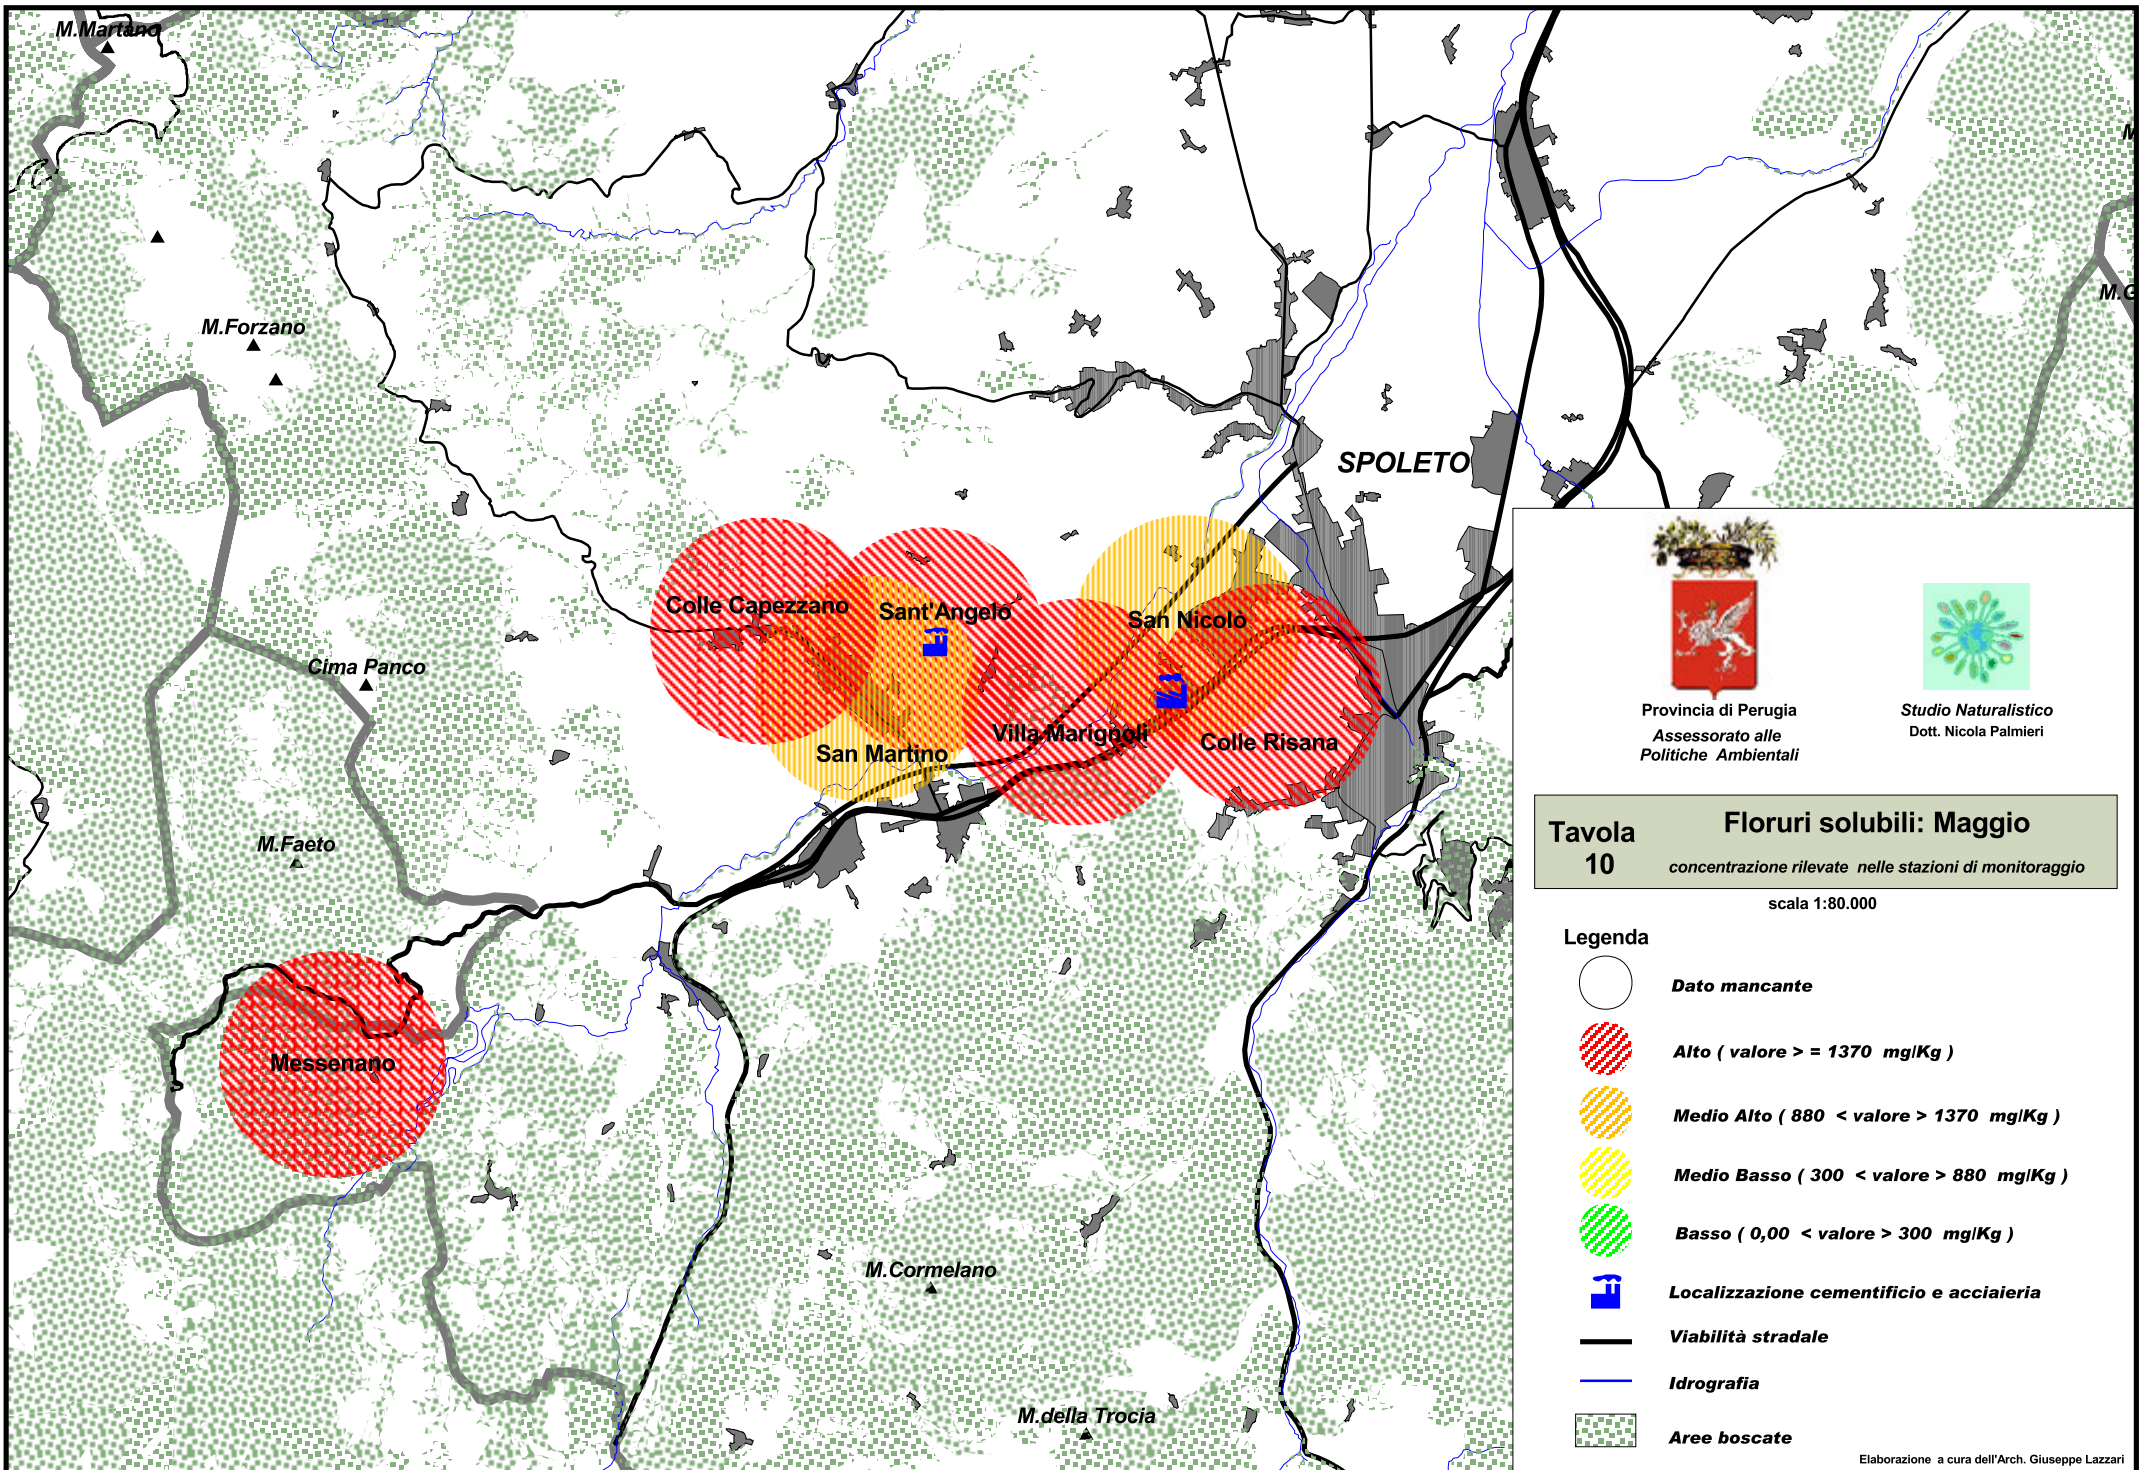 M.Martano
M.Forzano
SPOLETO
Colle Capezzano
Sant'Angelo
San Nicolò
Cima Panco
San Martino
Villa Marignoli
Colle Risana
M.Faeto
Messenano
M.Cormelano
M.della Trocia
M
M.G
Provincia di Perugia
Assessorato alle
Politiche Ambientali
Studio Naturalistico
Dott. Nicola Palmieri
Tavola
10
Floruri solubili: Maggio
concentrazione rilevate nelle stazioni di monitoraggio
scala 1:80.000
Legenda
Dato mancante
Alto ( valore > = 1370 mg/Kg )
Medio Alto ( 880 < valore > 1370 mg/Kg )
Medio Basso ( 300 < valore > 880 mg/Kg )
Basso ( 0,00 < valore > 300 mg/Kg )
Localizzazione cementificio e acciaieria
Viabilità stradale
Idrografia
Aree boscate
Elaborazione a cura dell'Arch. Giuseppe Lazzari